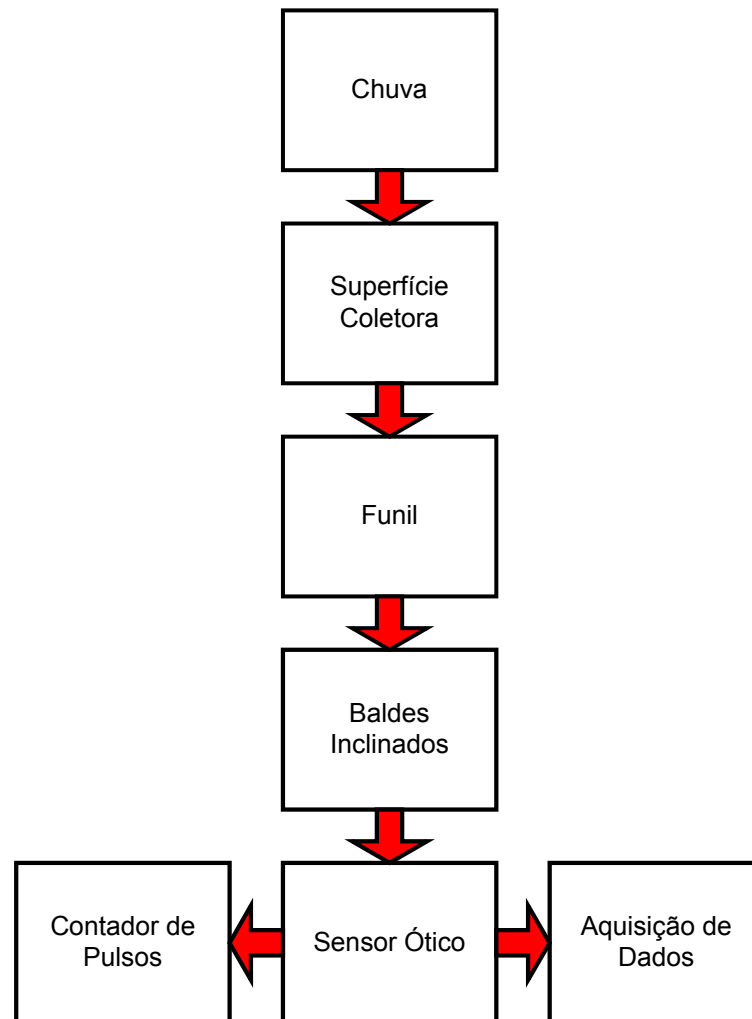 Chuva
Superfície
Coletora
Funil
Baldes
Inclinados
Contador de
Pulsos
Sensor Ótico
Aquisição de
Dados